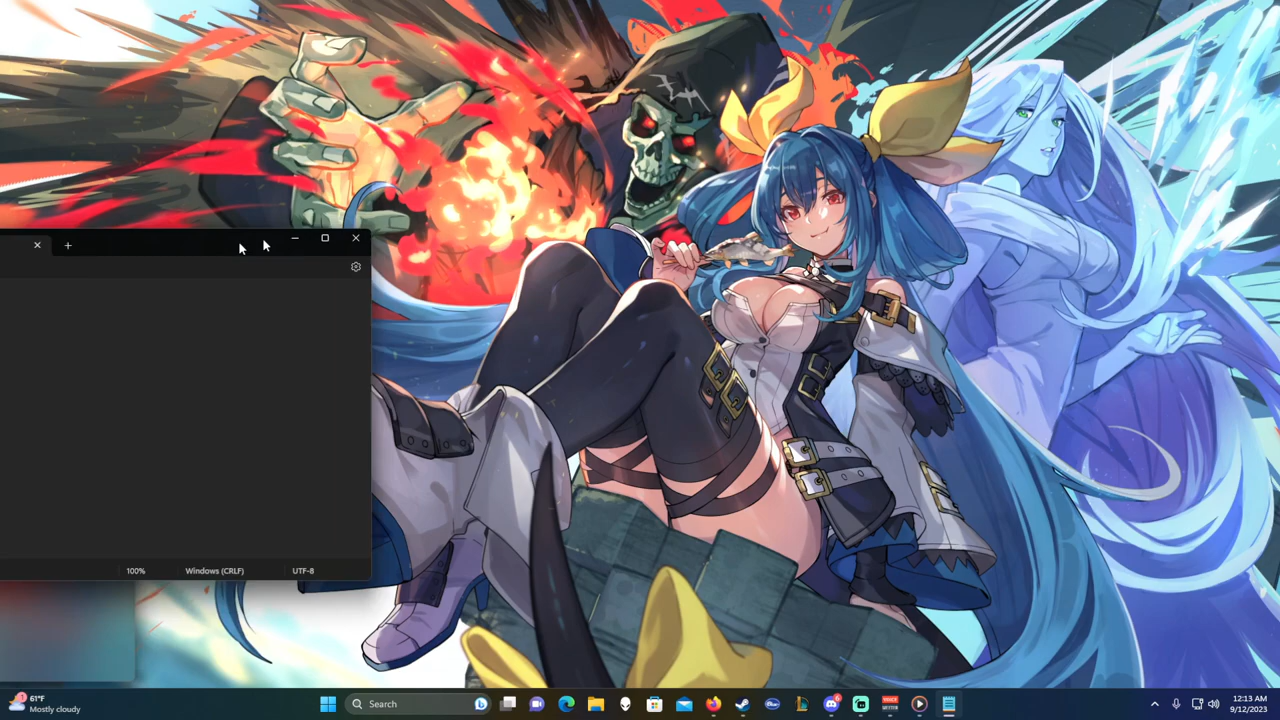 100%
Windows (CRLF)
UTF-8
61°F
Mostly cloudy
Search
12:13 AM
9/12/2023